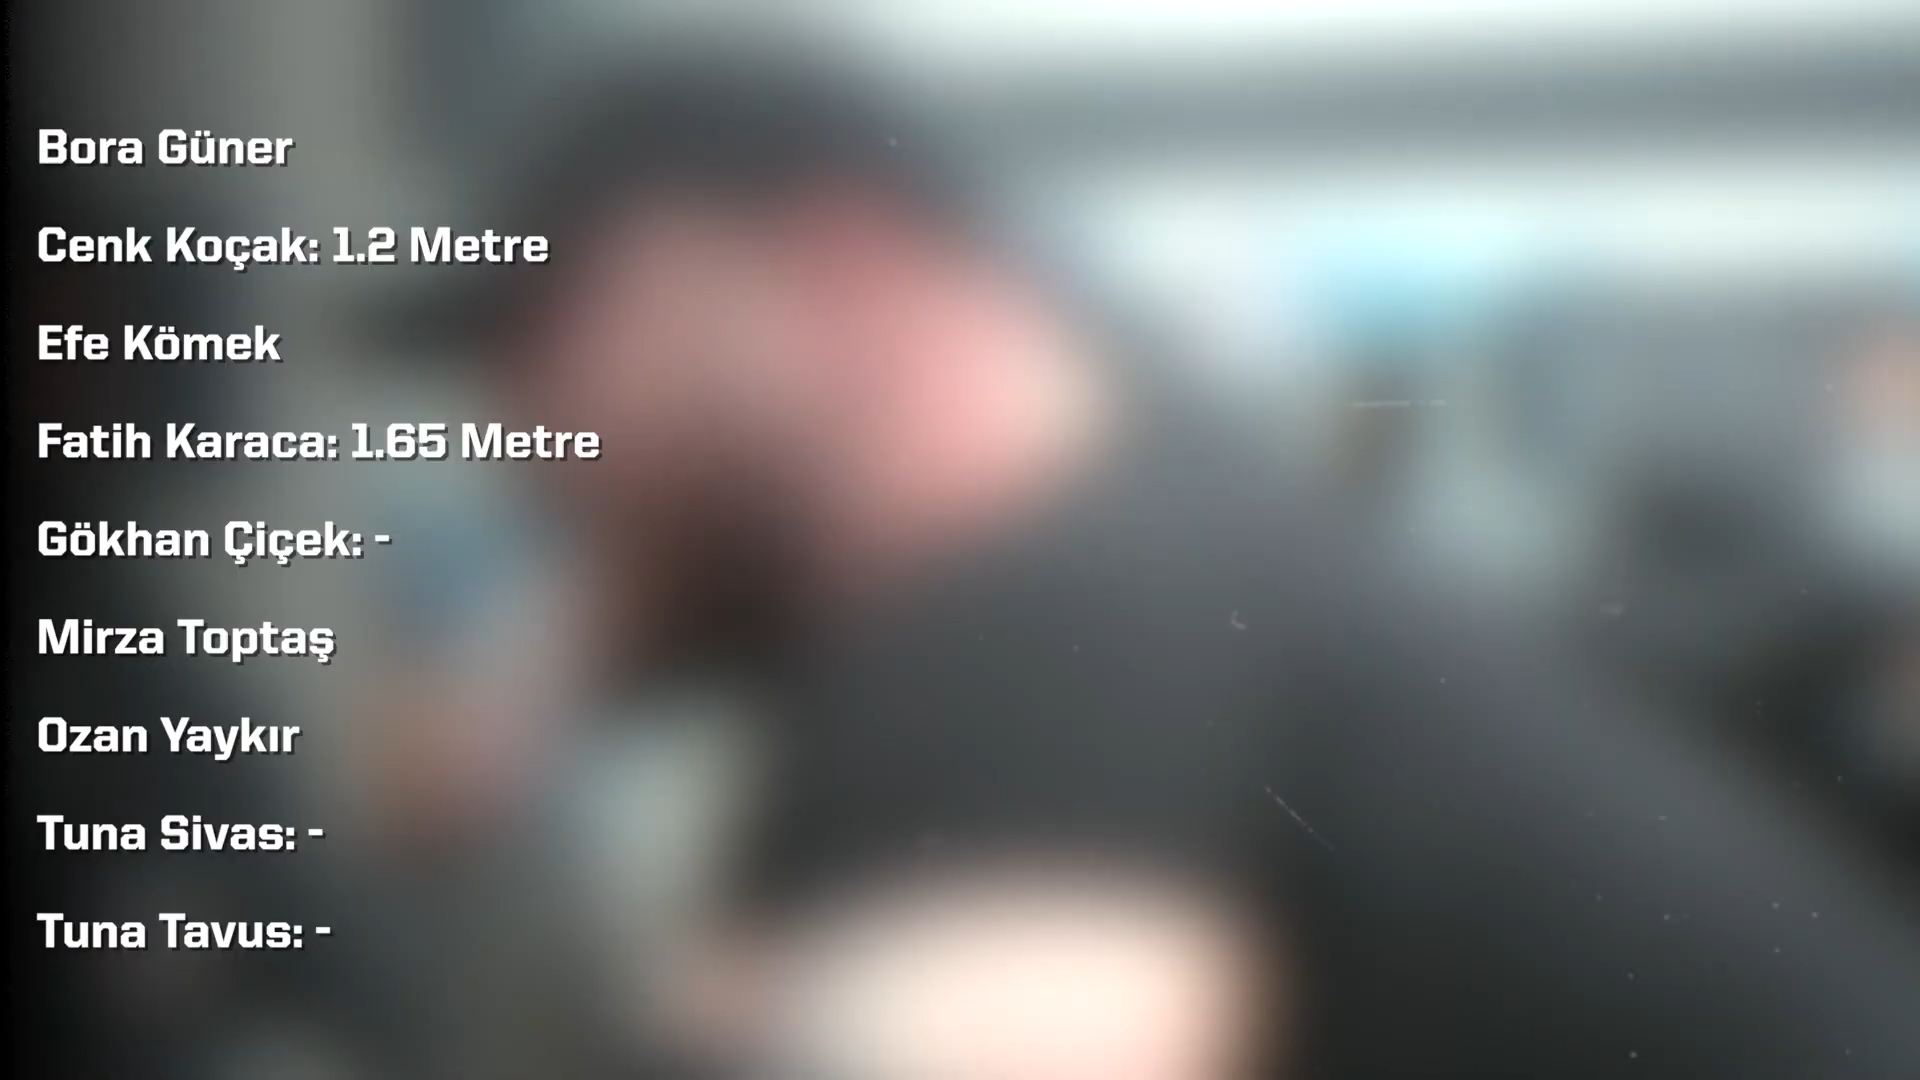 Bora Güner
Cenk Koçak: 1.2 Metre
Efe Kömek
Fatih Karaca: 1.65 Metre
Gökhan Çiçek: -
Mirza Toptaş
Ozan Yaykır
Tuna Sivas: -
Tuna Tavus: -